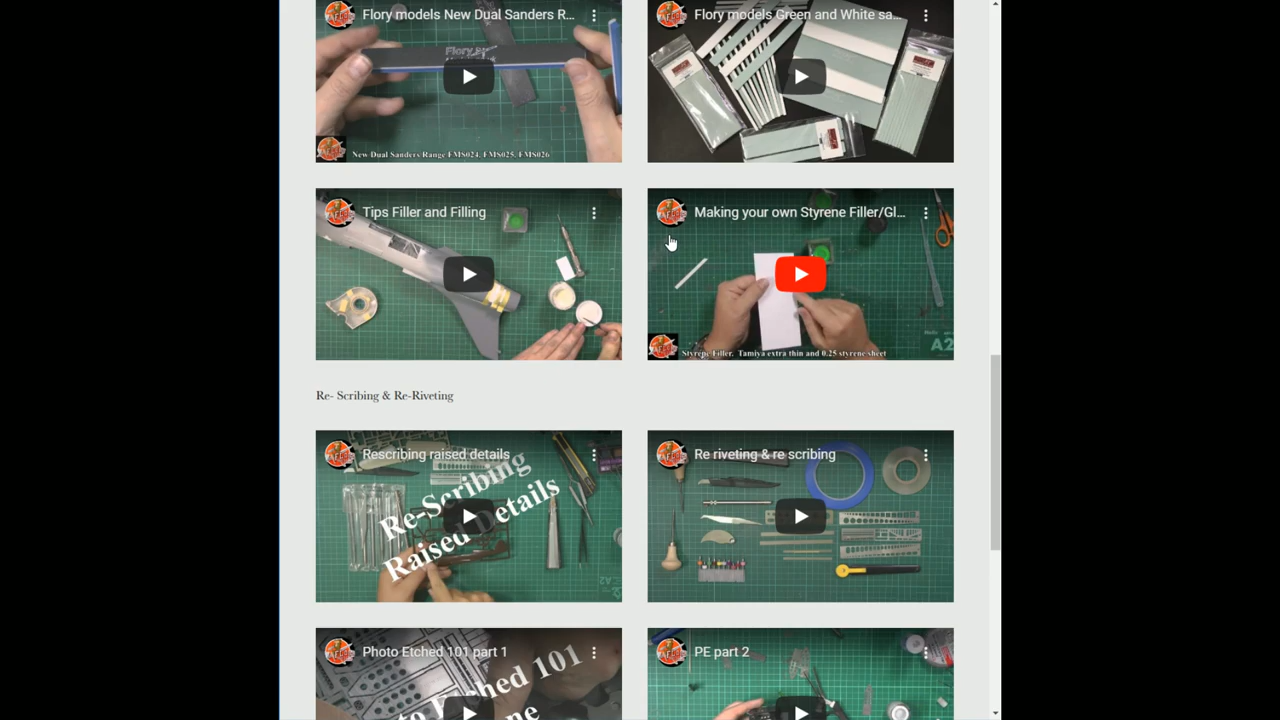 Flory models New Dual Sanders R...
Flory models Green and White sa...
New Dual Sanders Range FMS024, FMS025, FMS026
Tips Filler and Filling
Making your own Styrene Filler/Gl...
Styrene Filler. Tamiya extra thin and 0.25 styrene sheet
A2
Re- Scribing & Re-Riveting
Rescribing raised details
Re riveting & re scribing
Re-Scribing
Raised Details
Photo Etched 101 part 1
PE part 2